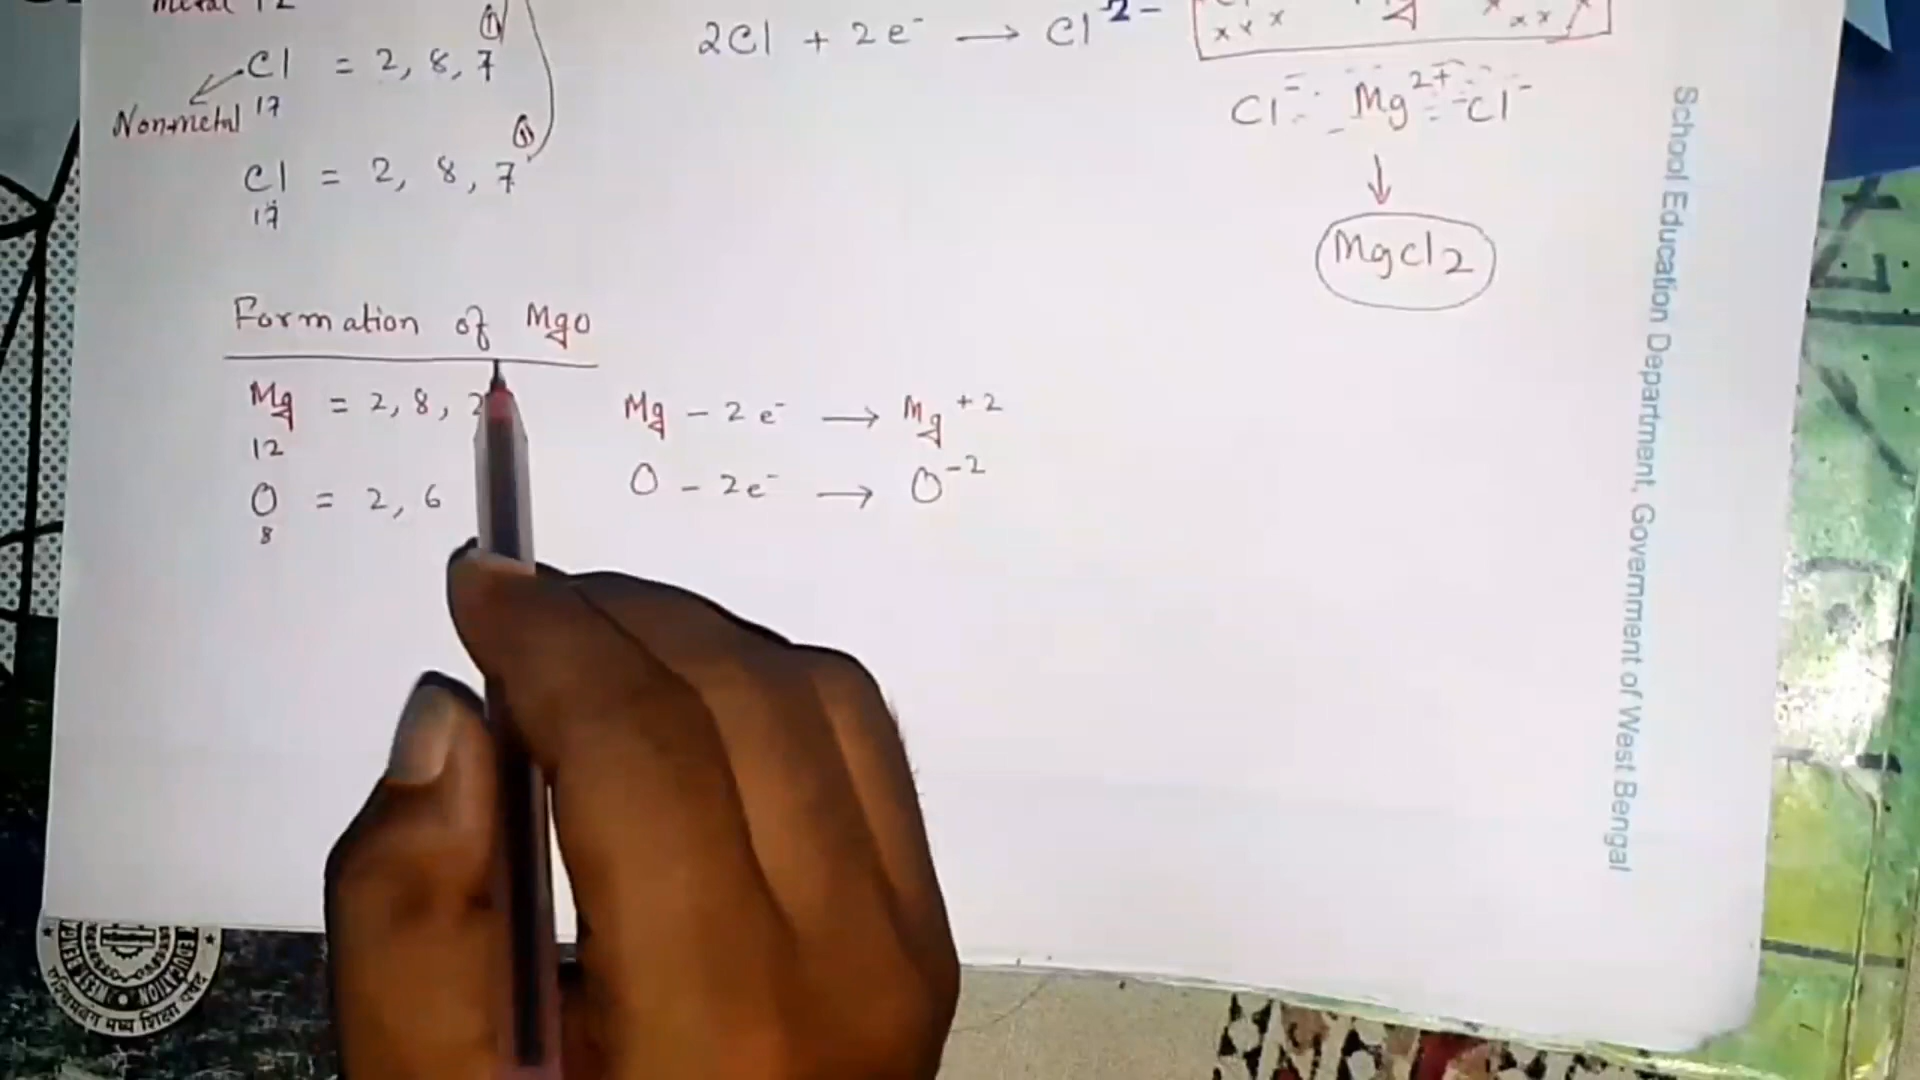 Cl = 2, 8, 7
17
Nonmetal
Cl = 2, 8, 7
17
2Cl + 2e⁻ → Cl²⁻
Cl⁻ Mg²⁺ Cl⁻
↓
MgCl2
Formation of MgO
Mg = 2, 8, 2
12
O = 2, 6
8
Mg - 2e⁻ → Mg⁺²
O - 2e⁻ → O⁻²
School Education Department, Government of West Bengal